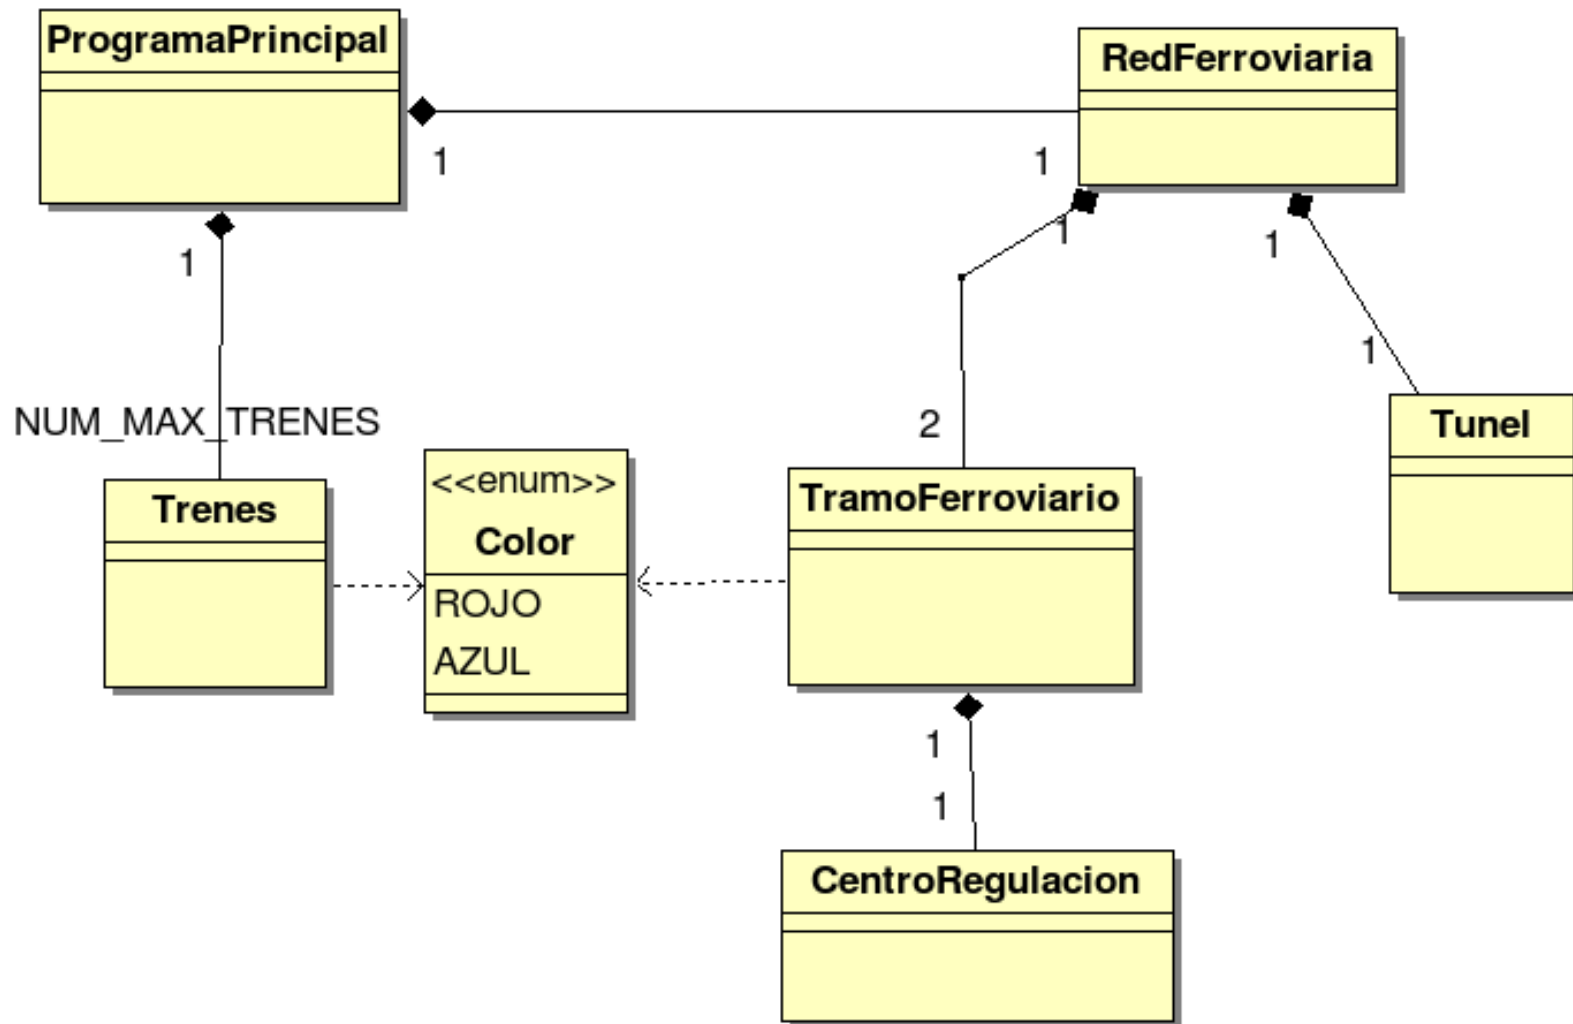 ProgramaPrincipal
RedFerroviaria
1
1
1
1
1
1
NUM_MAX_TRENES
2
Tunel
Trenes
<<enum>>
Color
ROJO
AZUL
TramoFerroviario
1
1
CentroRegulacion